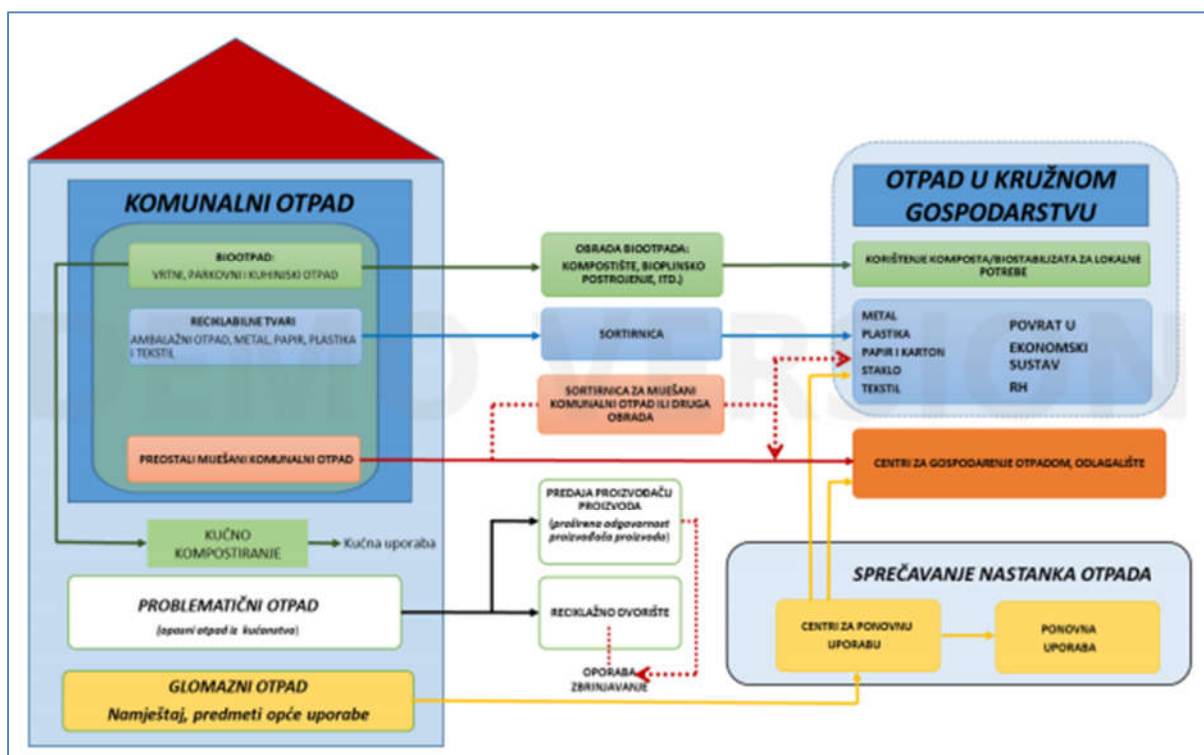 KOMUNALNI OTPAD
BIOOTPAD:
VRTNI, PARKOVNI I KUHINJSKI OTPAD
RECIKLABILNE TVARI
AMBALAŽNI OTPAD, METAL, PAPIR, PLASTIKA
I TEKSTIL
PREOSTALI MIJEŠANI KOMUNALNI OTPAD
KUĆNO
KOMPOSTIRANJE
Kućna uporaba
PROBLEMATIČNI OTPAD
(opasni otpad iz kućanstva)
GLOMAZNI OTPAD
Namještaj, predmeti opće uporabe
OBRADA BIOOTPADA:
KOMPOSTIŠTE, BIOPLINSKO
POSTROJENJE, ITD.)
SORTIRNICA
SORTIRNICA ZA MIJEŠANI
KOMUNALNI OTPAD ILI DRUGA
OBRADA
PREDAJA PROIZVOĐAČU
PROIZVODA
(proširena odgovornost
proizvođača proizvoda)
RECIKLAŽNO DVORIŠTE
OPORABA
ZBRINJAVANJE
OTPAD U KRUŽNOM
GOSPODARSTVU
KORIŠTENJE KOMPOSTA/BIOSTABILIZATA ZA LOKALNE
POTREBE
METAL
PLASTIKA
PAPIR I KARTON
STAKLO
TEKSTIL
POVRAT U
EKONOMSKI
SUSTAV
RH
CENTRI ZA GOSPODARENJE OTPADOM, ODLAGALIŠTE
SPREČAVANJE NASTANKA OTPADA
CENTRI ZA PONOVNU
UPORABU
PONOVNA
UPORABA
DEMO VERSION